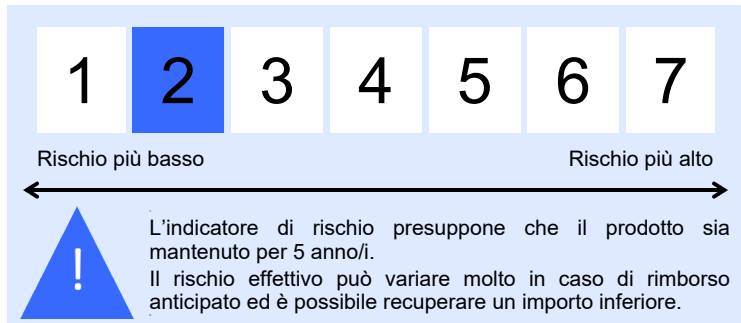 1 2 3 4 5 6 7
Rischio più basso Rischio più alto
! L'indicatore di rischio presuppone che il prodotto sia
mantenuto per 5 anno/i.
Il rischio effettivo può variare molto in caso di rimborso
anticipato ed è possibile recuperare un importo inferiore.